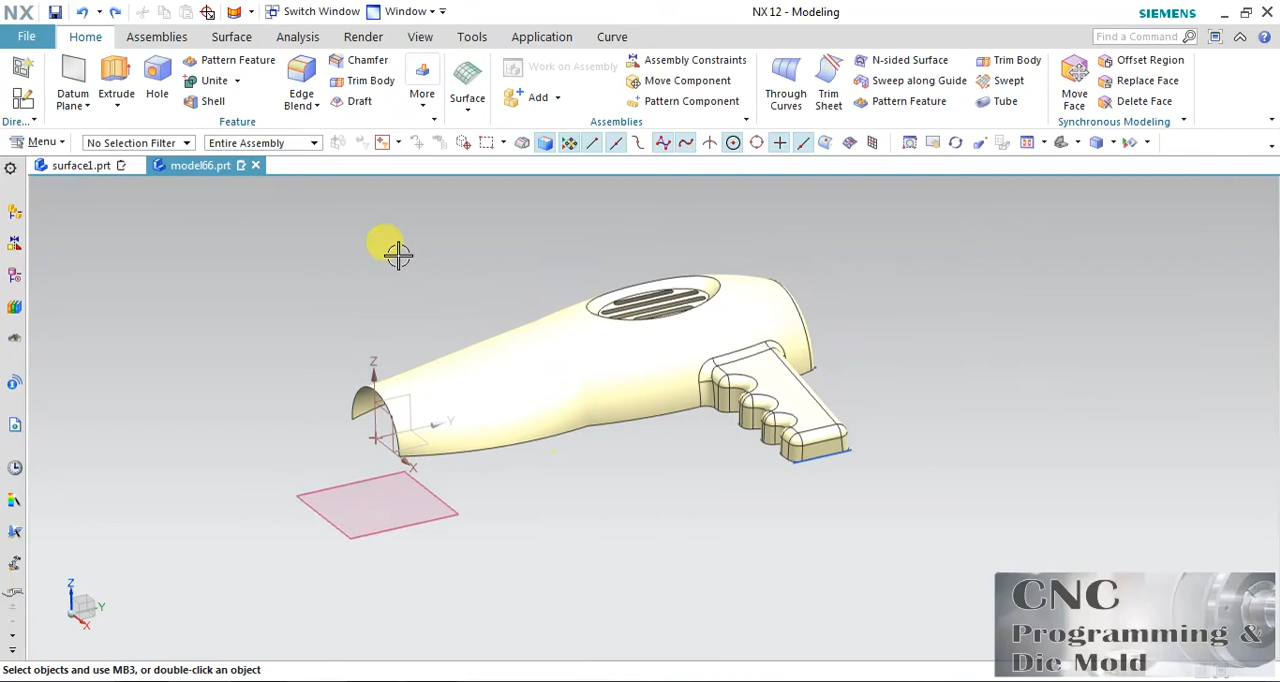 NX
Switch Window
Window
NX 12 - Modeling
SIEMENS
File
Home
Assemblies
Surface
Analysis
Render
View
Tools
Application
Curve
Find a Command
Datum
Plane
Extrude
Hole
Pattern Feature
Unite
Shell
Edge
Blend
Chamfer
Trim Body
Draft
More
Surface
Work on Assembly
Add
Assembly Constraints
Move Component
Pattern Component
Through
Curves
Trim
Sheet
N-sided Surface
Sweep along Guide
Pattern Feature
Trim Body
Swept
Tube
Move
Face
Offset Region
Replace Face
Delete Face
Dire...
Feature
Assemblies
Synchronous Modeling
Menu
No Selection Filter
Entire Assembly
surface1.prt
model66.prt
Z
Y
X
Z
Y
X
CNC
Programming &
Die Mold
Select objects and use MB3, or double-click an object